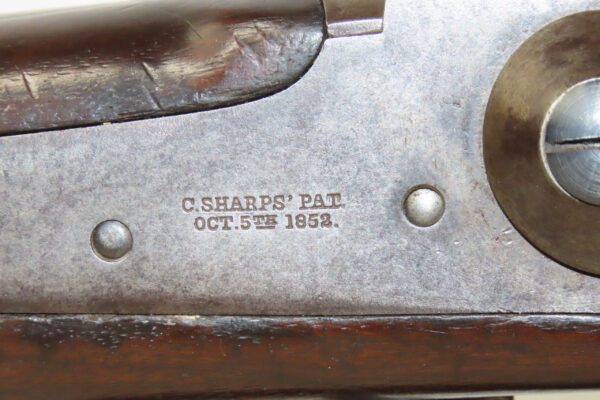 C. SHARPS' PAT.
OCT. 5TH 1852.